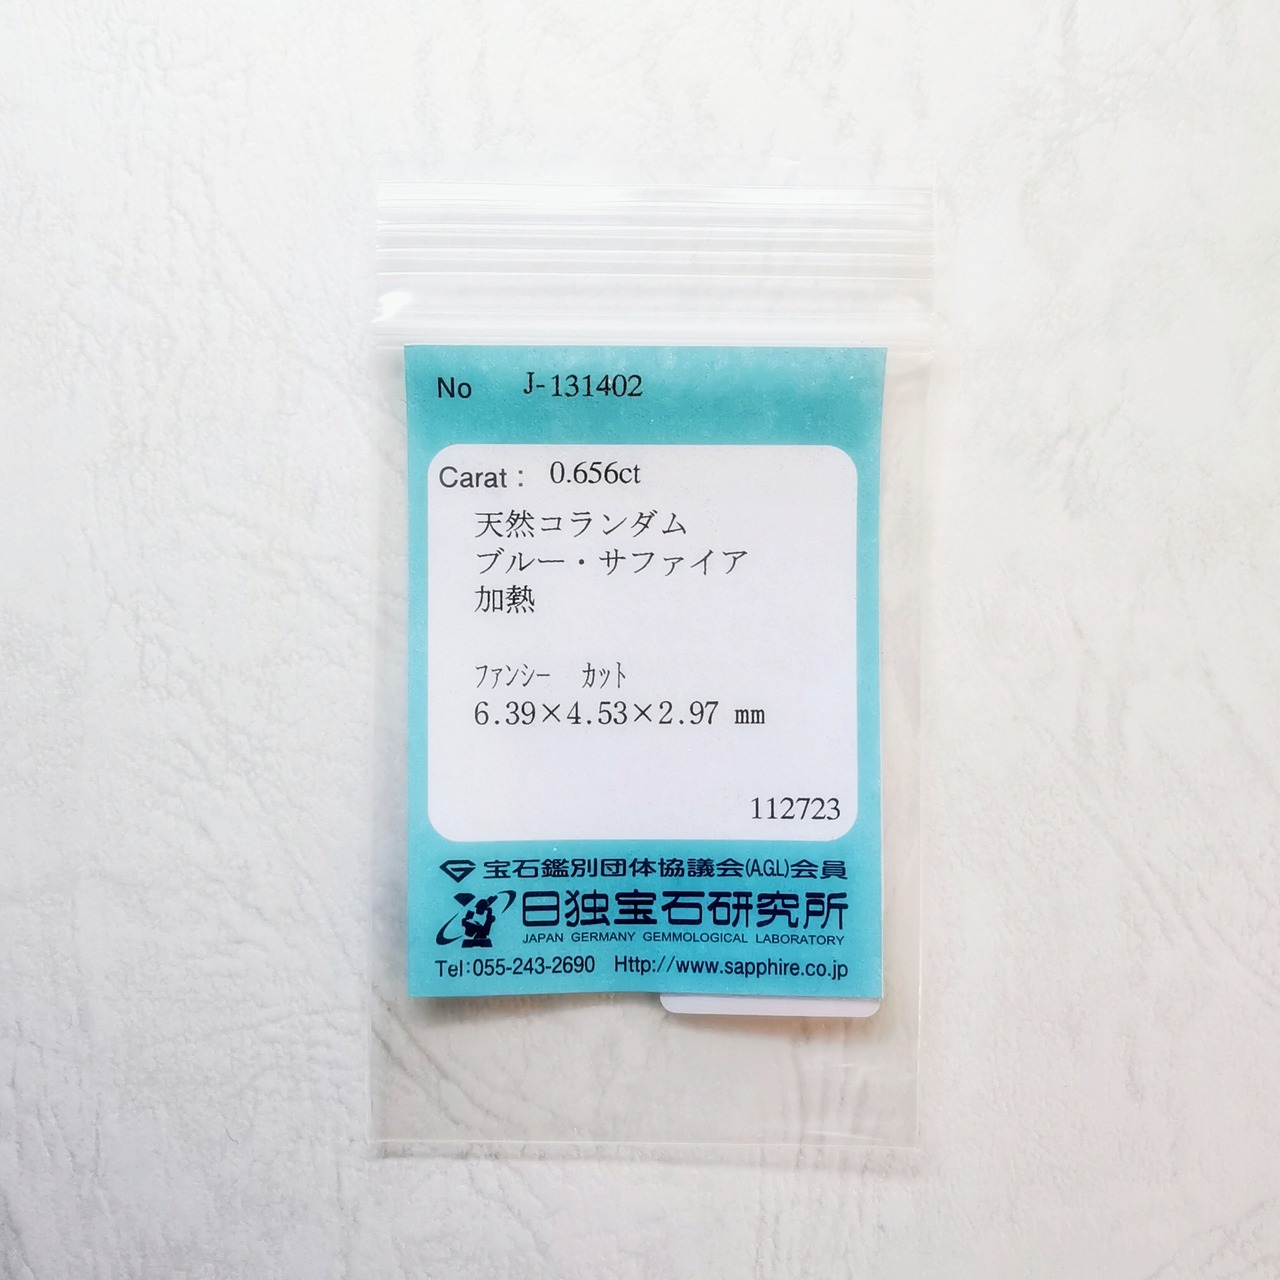 No J-131402
Carat: 0.656ct
天然コランダム
ブルー・サファイア
加熱
ﾌｧﾝｼｰ ｶｯﾄ
6.39×4.53×2.97 mm
112723
宝石鑑別団体協議会(A.G.L)会員
日独宝石研究所
JAPAN GERMANY GEMMOLOGICAL LABORATORY
Tel:055-243-2690 Http://www.sapphire.co.jp